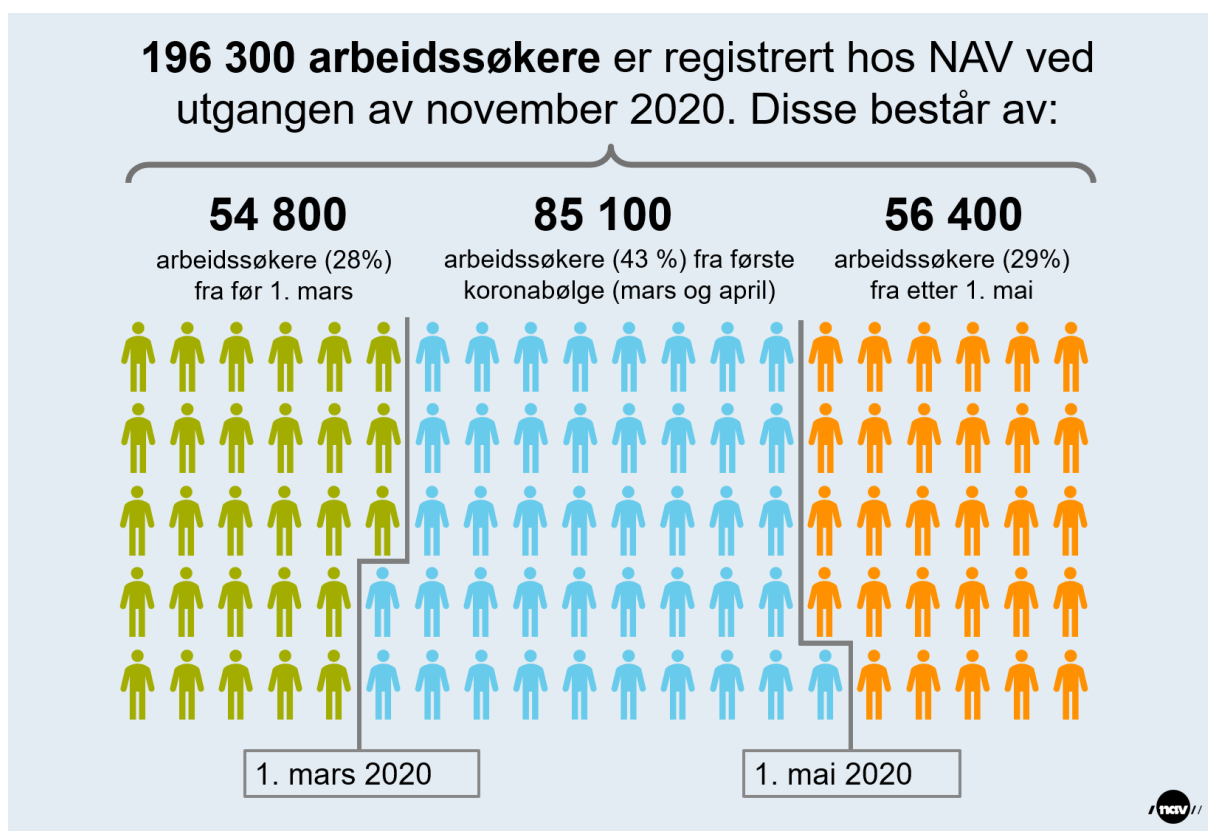 196 300 arbeidssøkere er registrert hos NAV ved
utgangen av november 2020. Disse består av:
54 800
arbeidssøkere (28%)
fra før 1. mars
85 100
arbeidssøkere (43 %) fra første
koronabølge (mars og april)
56 400
arbeidssøkere (29%)
fra etter 1. mai
1. mars 2020
1. mai 2020
nav